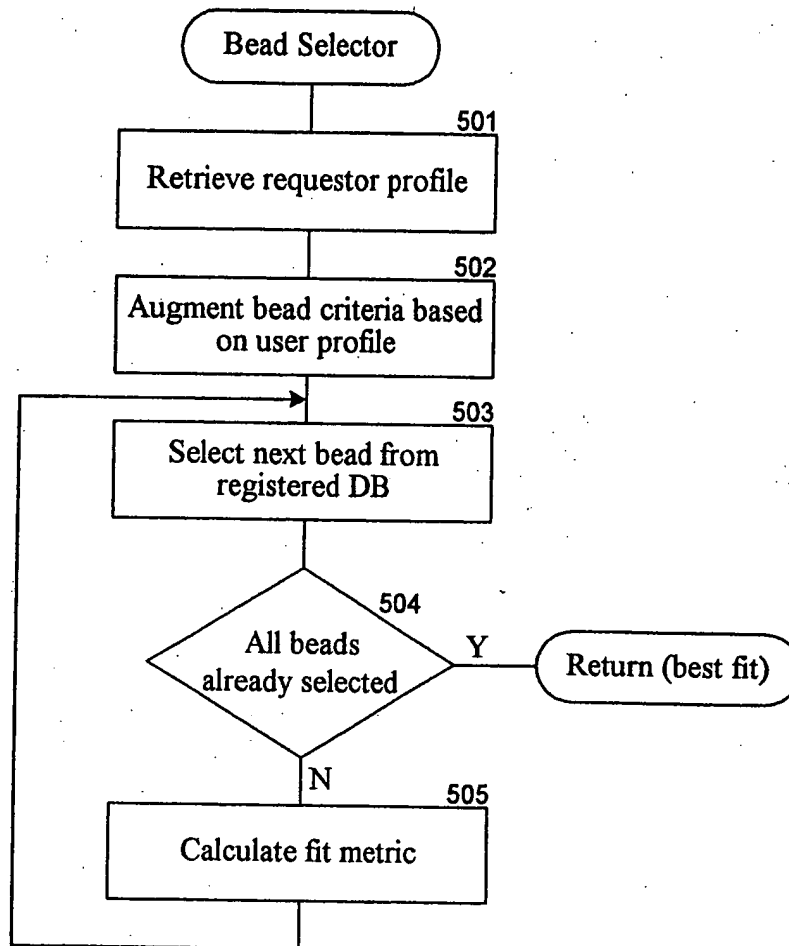 Bead Selector
501
Retrieve requestor profile
502
Augment bead criteria based
on user profile
503
Select next bead from
registered DB
504
All beads
already selected
Y
Return (best fit)
N
505
Calculate fit metric